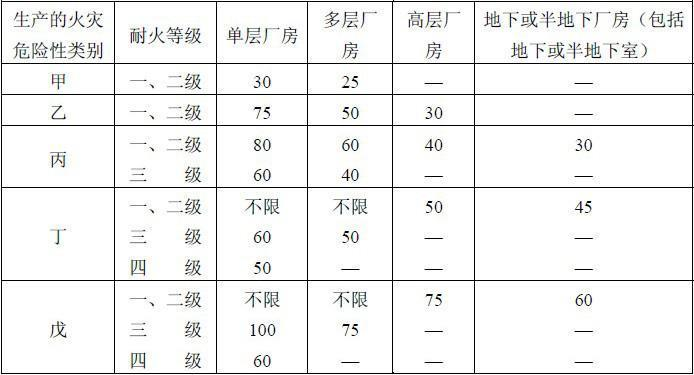 生产的火灾危险性类别 耐火等级 单层厂房 多层厂房 高层厂房 地下或半地下厂房（包括地下或半地下室）
甲 一、二级 30 25 — —
乙 一、二级 75 50 30 —
丙 一、二级 80 60 40 30
三 级 60 40 — —
丁 一、二级 不限 不限 50 45
三 级 60 50 — —
四 级 50 — — —
戊 一、二级 不限 不限 75 60
三 级 100 75 — —
四 级 60 — — —